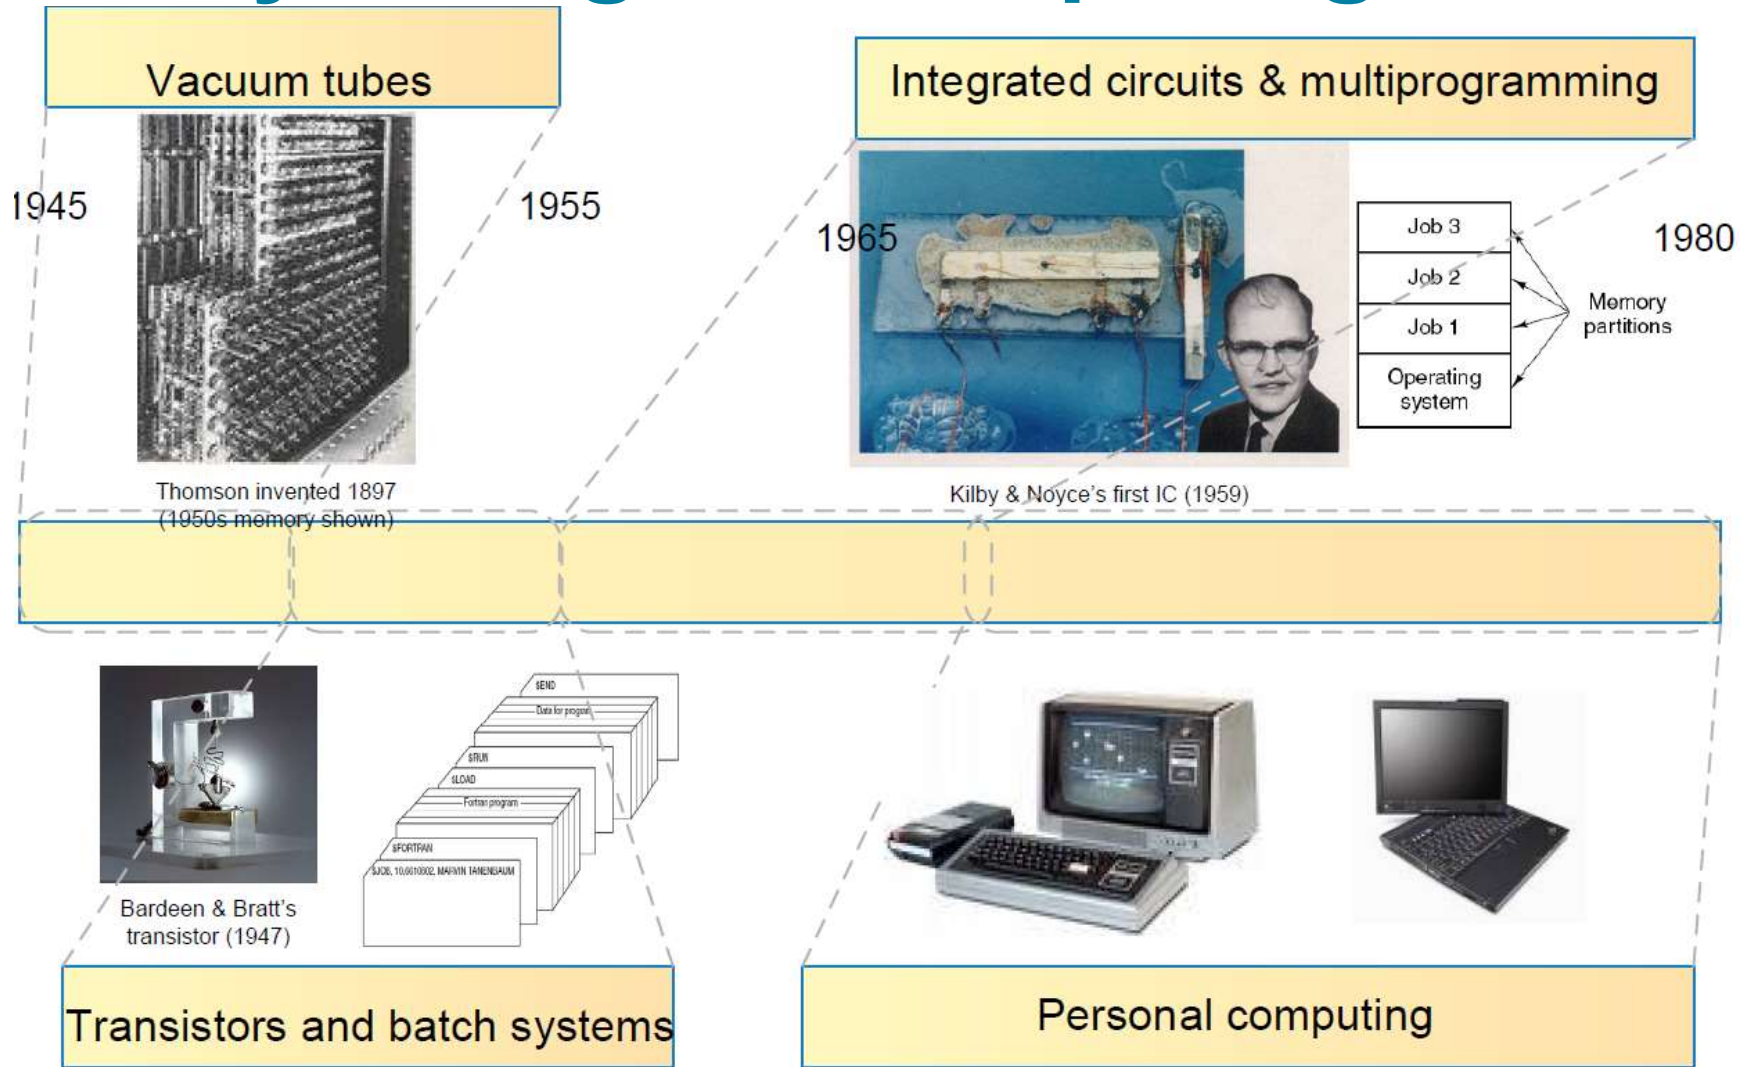 Vacuum tubes
Integrated circuits & multiprogramming
1945
1955
1965
1980
Job 3
Job 2
Job 1
Operating
system
Memory
partitions
Thomson invented 1897
(1950s memory shown)
Kilby & Noyce's first IC (1959)
$END
Data for program
$RUN
$LOAD
Fortran program
$FORTRAN
$JOB, 10,6610802, MARVIN TANENBAUM
Bardeen & Bratt's
transistor (1947)
Transistors and batch systems
Personal computing